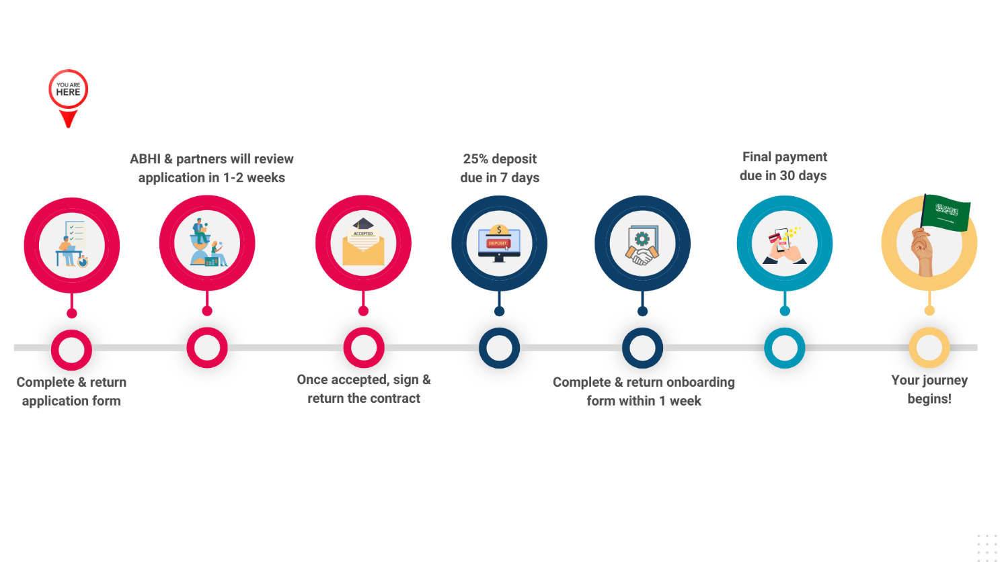 YOU ARE
HERE
ABHI & partners will review
application in 1-2 weeks
25% deposit
due in 7 days
Final payment
due in 30 days
ACCEPTED
$
DEPOSIT
Complete & return
application form
Once accepted, sign &
return the contract
Complete & return onboarding
form within 1 week
Your journey
begins!